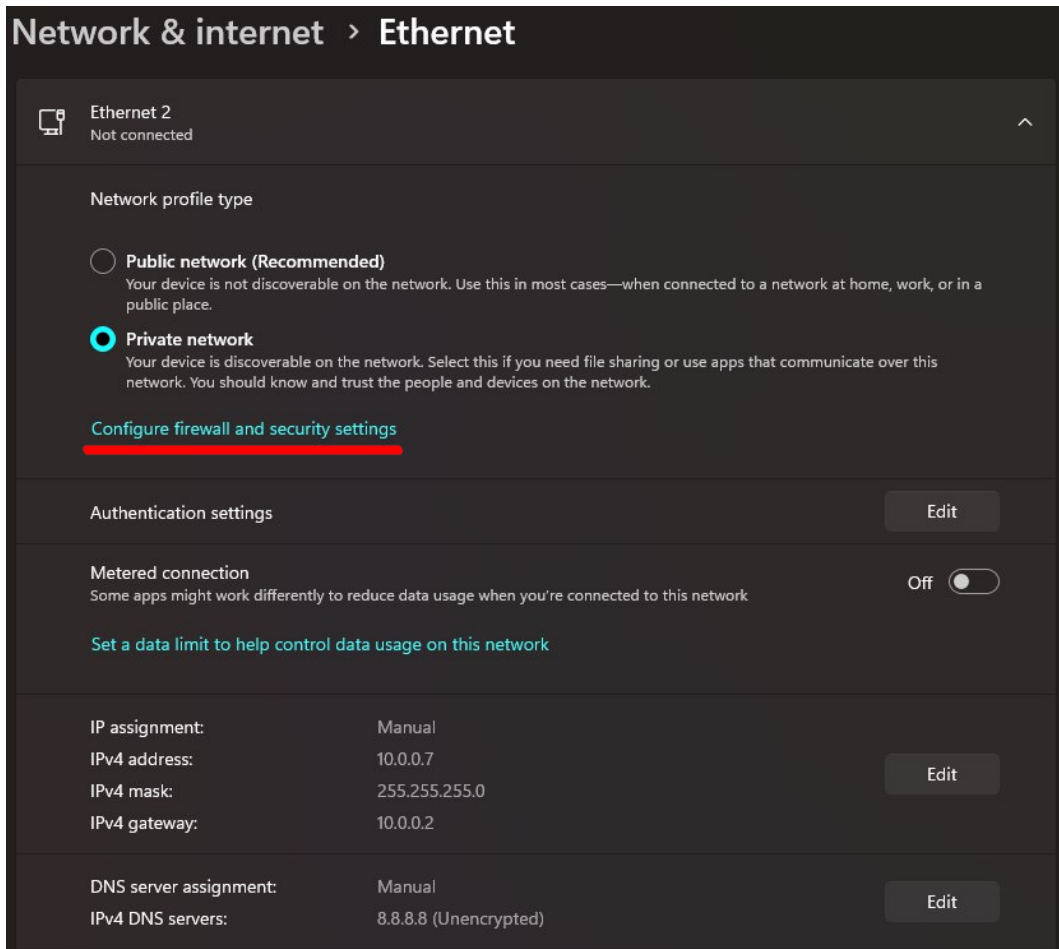 Network & internet > Ethernet
Ethernet 2
Not connected
Network profile type
Public network (Recommended)
Your device is not discoverable on the network. Use this in most cases—when connected to a network at home, work, or in a
public place.
Private network
Your device is discoverable on the network. Select this if you need file sharing or use apps that communicate over this
network. You should know and trust the people and devices on the network.
Configure firewall and security settings
Authentication settings Edit
Metered connection
Some apps might work differently to reduce data usage when you're connected to this network
Off
Set a data limit to help control data usage on this network
IP assignment: Manual
IPv4 address: 10.0.0.7
IPv4 mask: 255.255.255.0
IPv4 gateway: 10.0.0.2
Edit
DNS server assignment: Manual
IPv4 DNS servers: 8.8.8.8 (Unencrypted)
Edit